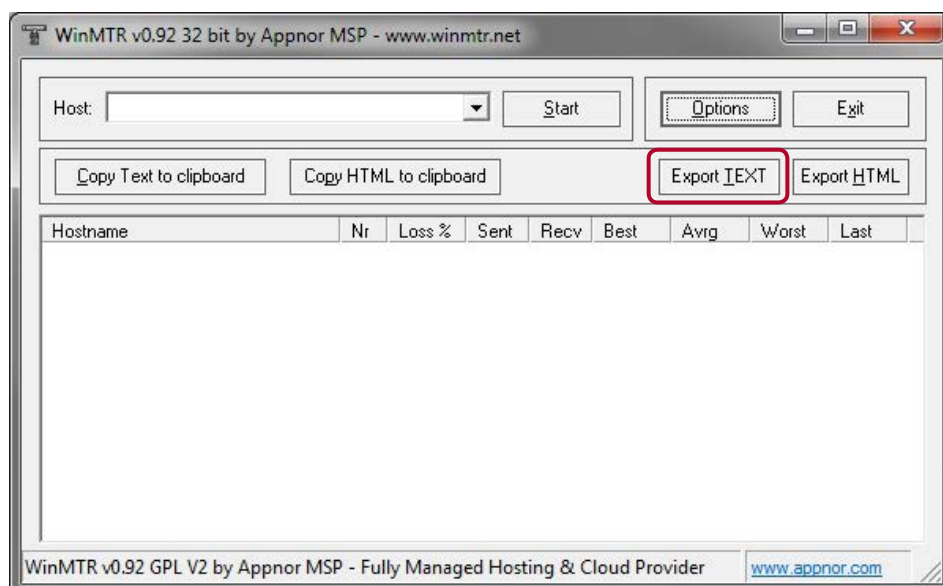 WinMTR v0.92 32 bit by Appnor MSP - www.winmtr.net
Host: Start Options Exit
Copy Text to clipboard Copy HTML to clipboard Export TEXT Export HTML
Hostname Nr Loss % Sent Recv Best Avrg Worst Last
WinMTR v0.92 GPL V2 by Appnor MSP - Fully Managed Hosting & Cloud Provider www.appnor.com